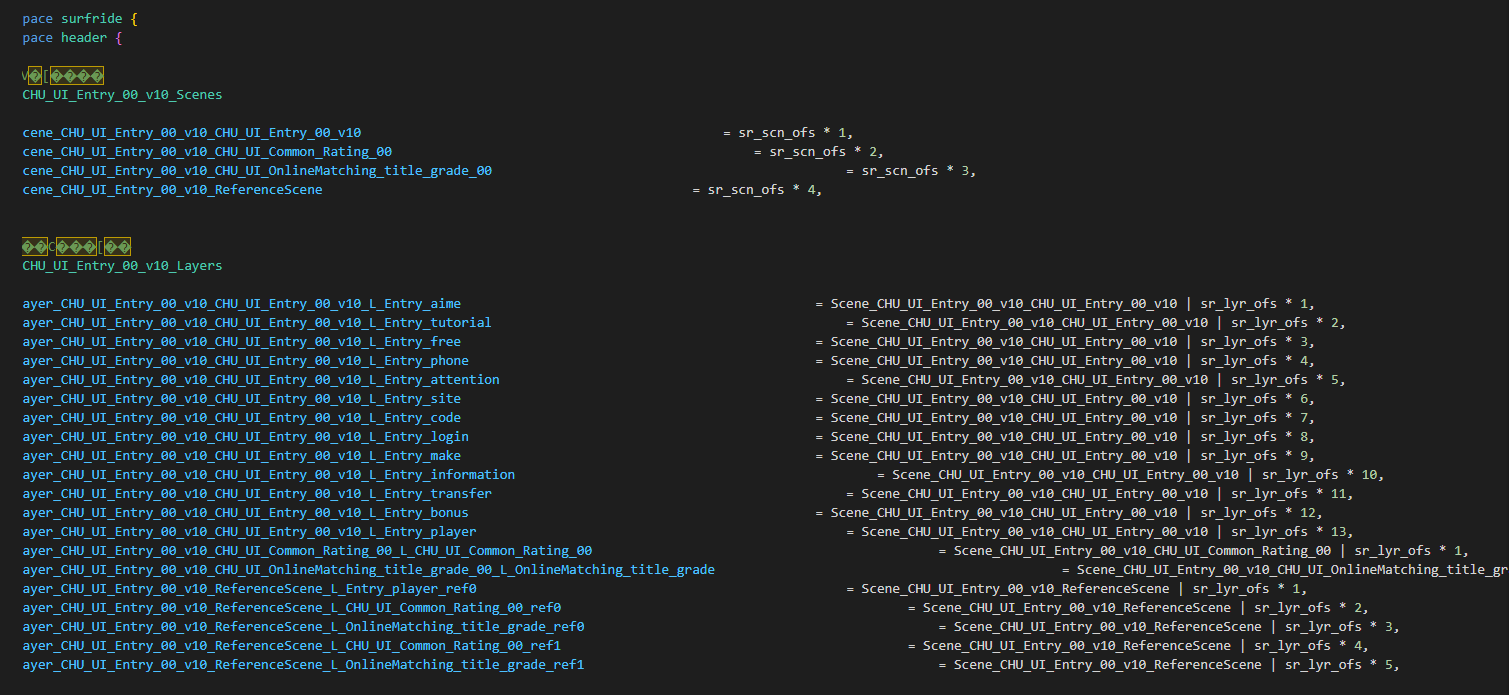 pace surfride {
pace header {
CHU_UI_Entry_00_v10_Scenes
cene_CHU_UI_Entry_00_v10_CHU_UI_Entry_00_v10 = sr_scn_ofs * 1,
cene_CHU_UI_Entry_00_v10_CHU_UI_Common_Rating_00 = sr_scn_ofs * 2,
cene_CHU_UI_Entry_00_v10_CHU_UI_OnlineMatching_title_grade_00 = sr_scn_ofs * 3,
cene_CHU_UI_Entry_00_v10_ReferenceScene = sr_scn_ofs * 4,
CHU_UI_Entry_00_v10_Layers
ayer_CHU_UI_Entry_00_v10_CHU_UI_Entry_00_v10_L_Entry_aime = Scene_CHU_UI_Entry_00_v10_CHU_UI_Entry_00_v10 | sr_lyr_ofs * 1,
ayer_CHU_UI_Entry_00_v10_CHU_UI_Entry_00_v10_L_Entry_tutorial = Scene_CHU_UI_Entry_00_v10_CHU_UI_Entry_00_v10 | sr_lyr_ofs * 2,
ayer_CHU_UI_Entry_00_v10_CHU_UI_Entry_00_v10_L_Entry_free = Scene_CHU_UI_Entry_00_v10_CHU_UI_Entry_00_v10 | sr_lyr_ofs * 3,
ayer_CHU_UI_Entry_00_v10_CHU_UI_Entry_00_v10_L_Entry_phone = Scene_CHU_UI_Entry_00_v10_CHU_UI_Entry_00_v10 | sr_lyr_ofs * 4,
ayer_CHU_UI_Entry_00_v10_CHU_UI_Entry_00_v10_L_Entry_attention = Scene_CHU_UI_Entry_00_v10_CHU_UI_Entry_00_v10 | sr_lyr_ofs * 5,
ayer_CHU_UI_Entry_00_v10_CHU_UI_Entry_00_v10_L_Entry_site = Scene_CHU_UI_Entry_00_v10_CHU_UI_Entry_00_v10 | sr_lyr_ofs * 6,
ayer_CHU_UI_Entry_00_v10_CHU_UI_Entry_00_v10_L_Entry_code = Scene_CHU_UI_Entry_00_v10_CHU_UI_Entry_00_v10 | sr_lyr_ofs * 7,
ayer_CHU_UI_Entry_00_v10_CHU_UI_Entry_00_v10_L_Entry_login = Scene_CHU_UI_Entry_00_v10_CHU_UI_Entry_00_v10 | sr_lyr_ofs * 8,
ayer_CHU_UI_Entry_00_v10_CHU_UI_Entry_00_v10_L_Entry_make = Scene_CHU_UI_Entry_00_v10_CHU_UI_Entry_00_v10 | sr_lyr_ofs * 9,
ayer_CHU_UI_Entry_00_v10_CHU_UI_Entry_00_v10_L_Entry_information = Scene_CHU_UI_Entry_00_v10_CHU_UI_Entry_00_v10 | sr_lyr_ofs * 10,
ayer_CHU_UI_Entry_00_v10_CHU_UI_Entry_00_v10_L_Entry_transfer = Scene_CHU_UI_Entry_00_v10_CHU_UI_Entry_00_v10 | sr_lyr_ofs * 11,
ayer_CHU_UI_Entry_00_v10_CHU_UI_Entry_00_v10_L_Entry_bonus = Scene_CHU_UI_Entry_00_v10_CHU_UI_Entry_00_v10 | sr_lyr_ofs * 12,
ayer_CHU_UI_Entry_00_v10_CHU_UI_Entry_00_v10_L_Entry_player = Scene_CHU_UI_Entry_00_v10_CHU_UI_Entry_00_v10 | sr_lyr_ofs * 13,
ayer_CHU_UI_Entry_00_v10_CHU_UI_Common_Rating_00_L_CHU_UI_Common_Rating_00 = Scene_CHU_UI_Entry_00_v10_CHU_UI_Common_Rating_00 | sr_lyr_ofs * 1,
ayer_CHU_UI_Entry_00_v10_CHU_UI_OnlineMatching_title_grade_00_L_OnlineMatching_title_grade = Scene_CHU_UI_Entry_00_v10_CHU_UI_OnlineMatching_title_gr
ayer_CHU_UI_Entry_00_v10_ReferenceScene_L_Entry_player_ref0 = Scene_CHU_UI_Entry_00_v10_ReferenceScene | sr_lyr_ofs * 1,
ayer_CHU_UI_Entry_00_v10_ReferenceScene_L_CHU_UI_Common_Rating_00_ref0 = Scene_CHU_UI_Entry_00_v10_ReferenceScene | sr_lyr_ofs * 2,
ayer_CHU_UI_Entry_00_v10_ReferenceScene_L_OnlineMatching_title_grade_ref0 = Scene_CHU_UI_Entry_00_v10_ReferenceScene | sr_lyr_ofs * 3,
ayer_CHU_UI_Entry_00_v10_ReferenceScene_L_CHU_UI_Common_Rating_00_ref1 = Scene_CHU_UI_Entry_00_v10_ReferenceScene | sr_lyr_ofs * 4,
ayer_CHU_UI_Entry_00_v10_ReferenceScene_L_OnlineMatching_title_grade_ref1 = Scene_CHU_UI_Entry_00_v10_ReferenceScene | sr_lyr_ofs * 5,